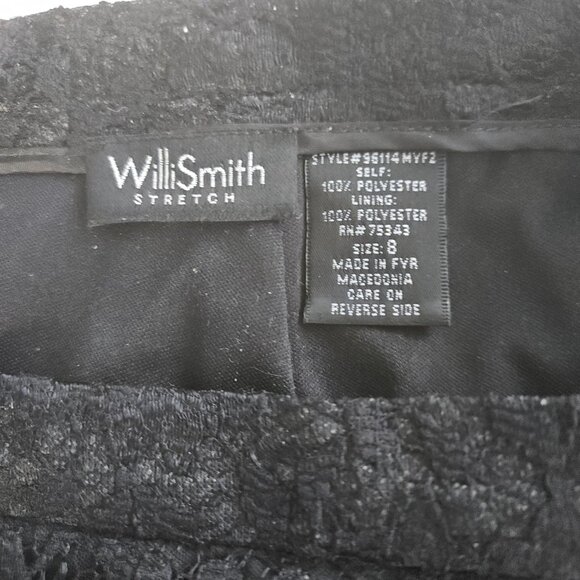 WilliSmith
STRETCH
STYLE#96114MYF2
SELF:
100% POLYESTER
LINING:
100% POLYESTER
RN#75343
SIZE: 8
MADE IN FYR
MACEDONIA
CARE ON
REVERSE SIDE